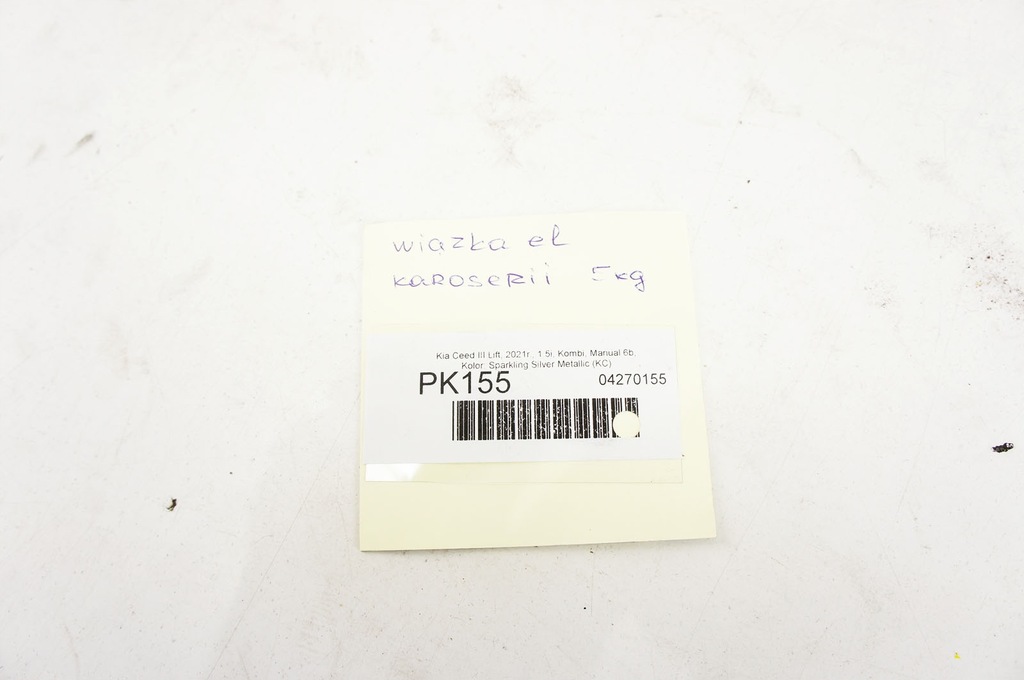 wiązka el
karoserii 5kg
Kia Ceed III Lift, 2021r., 1.5i, Kombi, Manual 6b,
Kolor: Sparkling Silver Metallic (KC)
PK155 04270155